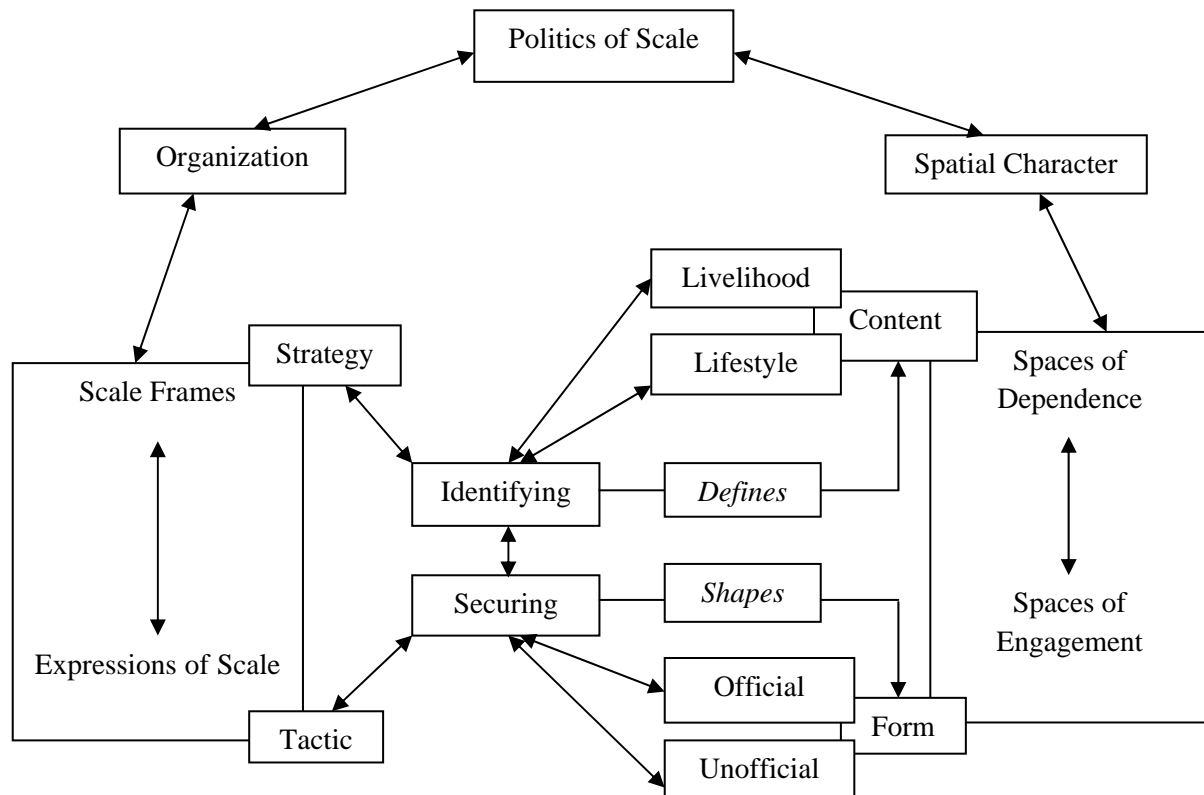 Politics of Scale
Organization
Spatial Character
Livelihood
Content
Strategy
Lifestyle
Scale Frames
Spaces of
Dependence
Identifying
Defines
Securing
Shapes
Spaces of
Engagement
Expressions of Scale
Official
Form
Tactic
Unofficial